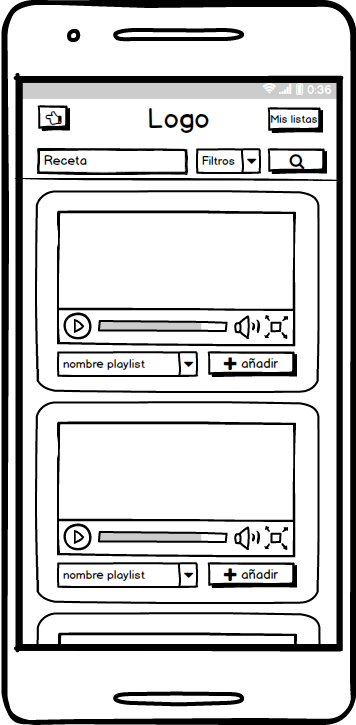 0:36
Logo
Mis listas
Receta
Filtros
nombre playlist
añadir
nombre playlist
añadir